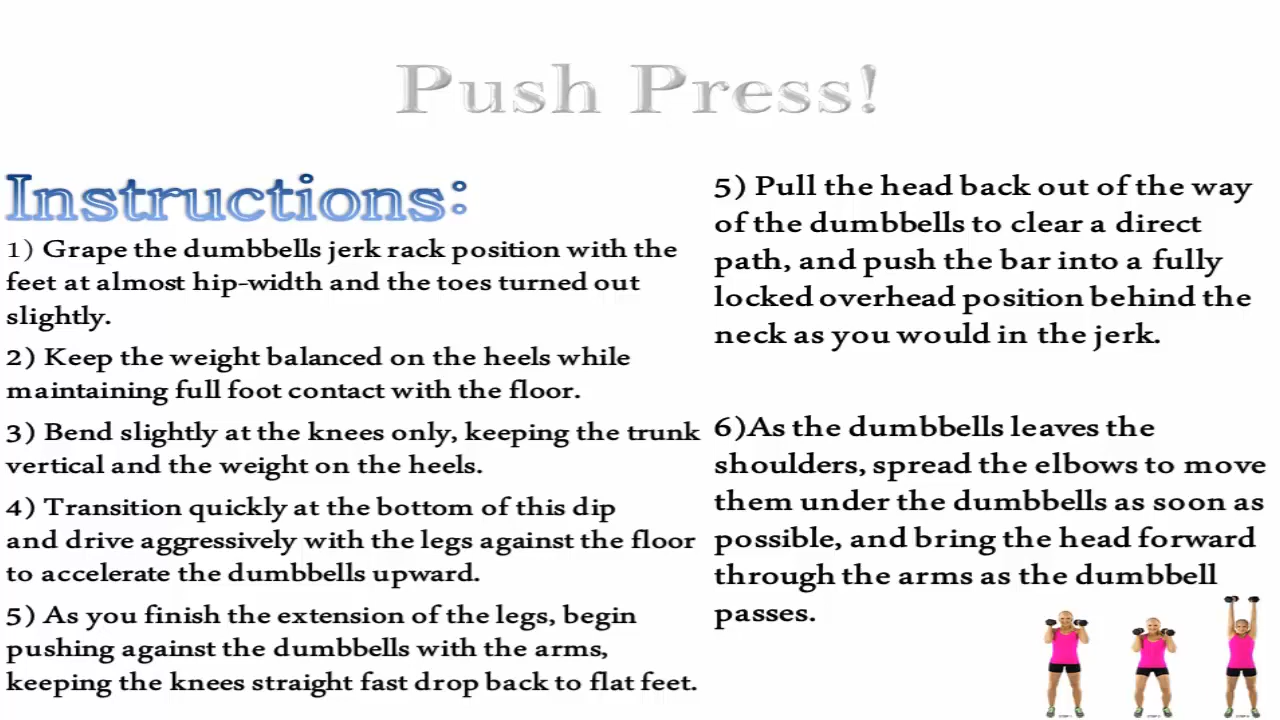 Push Press!
Instructions:
1) Grape the dumbbells jerk rack position with the
feet at almost hip-width and the toes turned out
slightly.
2) Keep the weight balanced on the heels while
maintaining full foot contact with the floor.
3) Bend slightly at the knees only, keeping the trunk
vertical and the weight on the heels.
4) Transition quickly at the bottom of this dip
and drive aggressively with the legs against the floor
to accelerate the dumbbells upward.
5) As you finish the extension of the legs, begin
pushing against the dumbbells with the arms,
keeping the knees straight fast drop back to flat feet.
5) Pull the head back out of the way
of the dumbbells to clear a direct
path, and push the bar into a fully
locked overhead position behind the
neck as you would in the jerk.
6)As the dumbbells leaves the
shoulders, spread the elbows to move
them under the dumbbells as soon as
possible, and bring the head forward
through the arms as the dumbbell
passes.